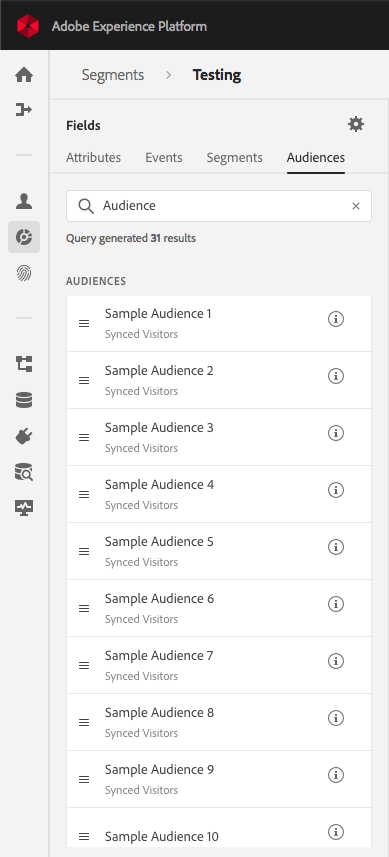 Adobe Experience Platform
Segments > Testing
Fields
Attributes Events Segments Audiences
Audience ×
Query generated 31 results
AUDIENCES
Sample Audience 1
Synced Visitors
Sample Audience 2
Synced Visitors
Sample Audience 3
Synced Visitors
Sample Audience 4
Synced Visitors
Sample Audience 5
Synced Visitors
Sample Audience 6
Synced Visitors
Sample Audience 7
Synced Visitors
Sample Audience 8
Synced Visitors
Sample Audience 9
Synced Visitors
Sample Audience 10